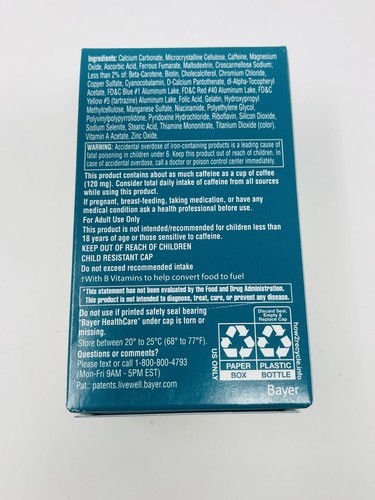 Ingredients: Calcium Carbonate, Microcrystalline Cellulose, Caffeine, Magnesium
Oxide, Ascorbic Acid, Ferrous Fumarate, Maltodextrin, Croscarmellose Sodium;
Less than 2% of: Beta-Carotene, Biotin, Cholecalciferol, Chromium Chloride,
Copper Sulfate, Cyanocobalamin, D-Calcium Pantothenate, dl-Alpha-Tocopheryl
Acetate, FD&C Blue #1 Aluminum Lake, FD&C Red #40 Aluminum Lake, FD&C
Yellow #5 (tartrazine) Aluminum Lake, Folic Acid, Gelatin, Hydroxypropyl
Methylcellulose, Manganese Sulfate, Niacinamide, Polyethylene Glycol,
Polyvinylpolypyrrolidone, Pyridoxine Hydrochloride, Riboflavin, Silicon Dioxide,
Sodium Selenite, Stearic Acid, Thiamine Mononitrate, Titanium Dioxide (color),
Vitamin A Acetate, Zinc Oxide.
WARNING: Accidental overdose of iron-containing products is a leading cause of
fatal poisoning in children under 6. Keep this product out of reach of children. In
case of accidental overdose, call a doctor or poison control center immediately.
This product contains about as much caffeine as a cup of coffee
(120 mg). Consider total daily intake of caffeine from all sources
while using this product.
If pregnant, breast-feeding, taking medication, or have any
medical condition ask a health professional before use.
For Adult Use Only
This product is not intended/recommended for children less than
18 years of age or those sensitive to caffeine.
KEEP OUT OF REACH OF CHILDREN
CHILD RESISTANT CAP
Do not exceed recommended intake
†With B Vitamins to help convert food to fuel
*This statement has not been evaluated by the Food and Drug Administration.
This product is not intended to diagnose, treat, cure, or prevent any disease.
Do not use if printed safety seal bearing
"Bayer HealthCare" under cap is torn or
missing.
Store between 20° to 25°C (68° to 77°F).
Questions or comments?
Please text or call 1-800-800-4793
(Mon-Fri 9AM - 5PM EST)
Pat.: patents.livewell.bayer.com
US ONLY
Discard Seal,
Empty &
Replace Cap
PAPER
BOX
PLASTIC
BOTTLE
how2recycle.info
Bayer